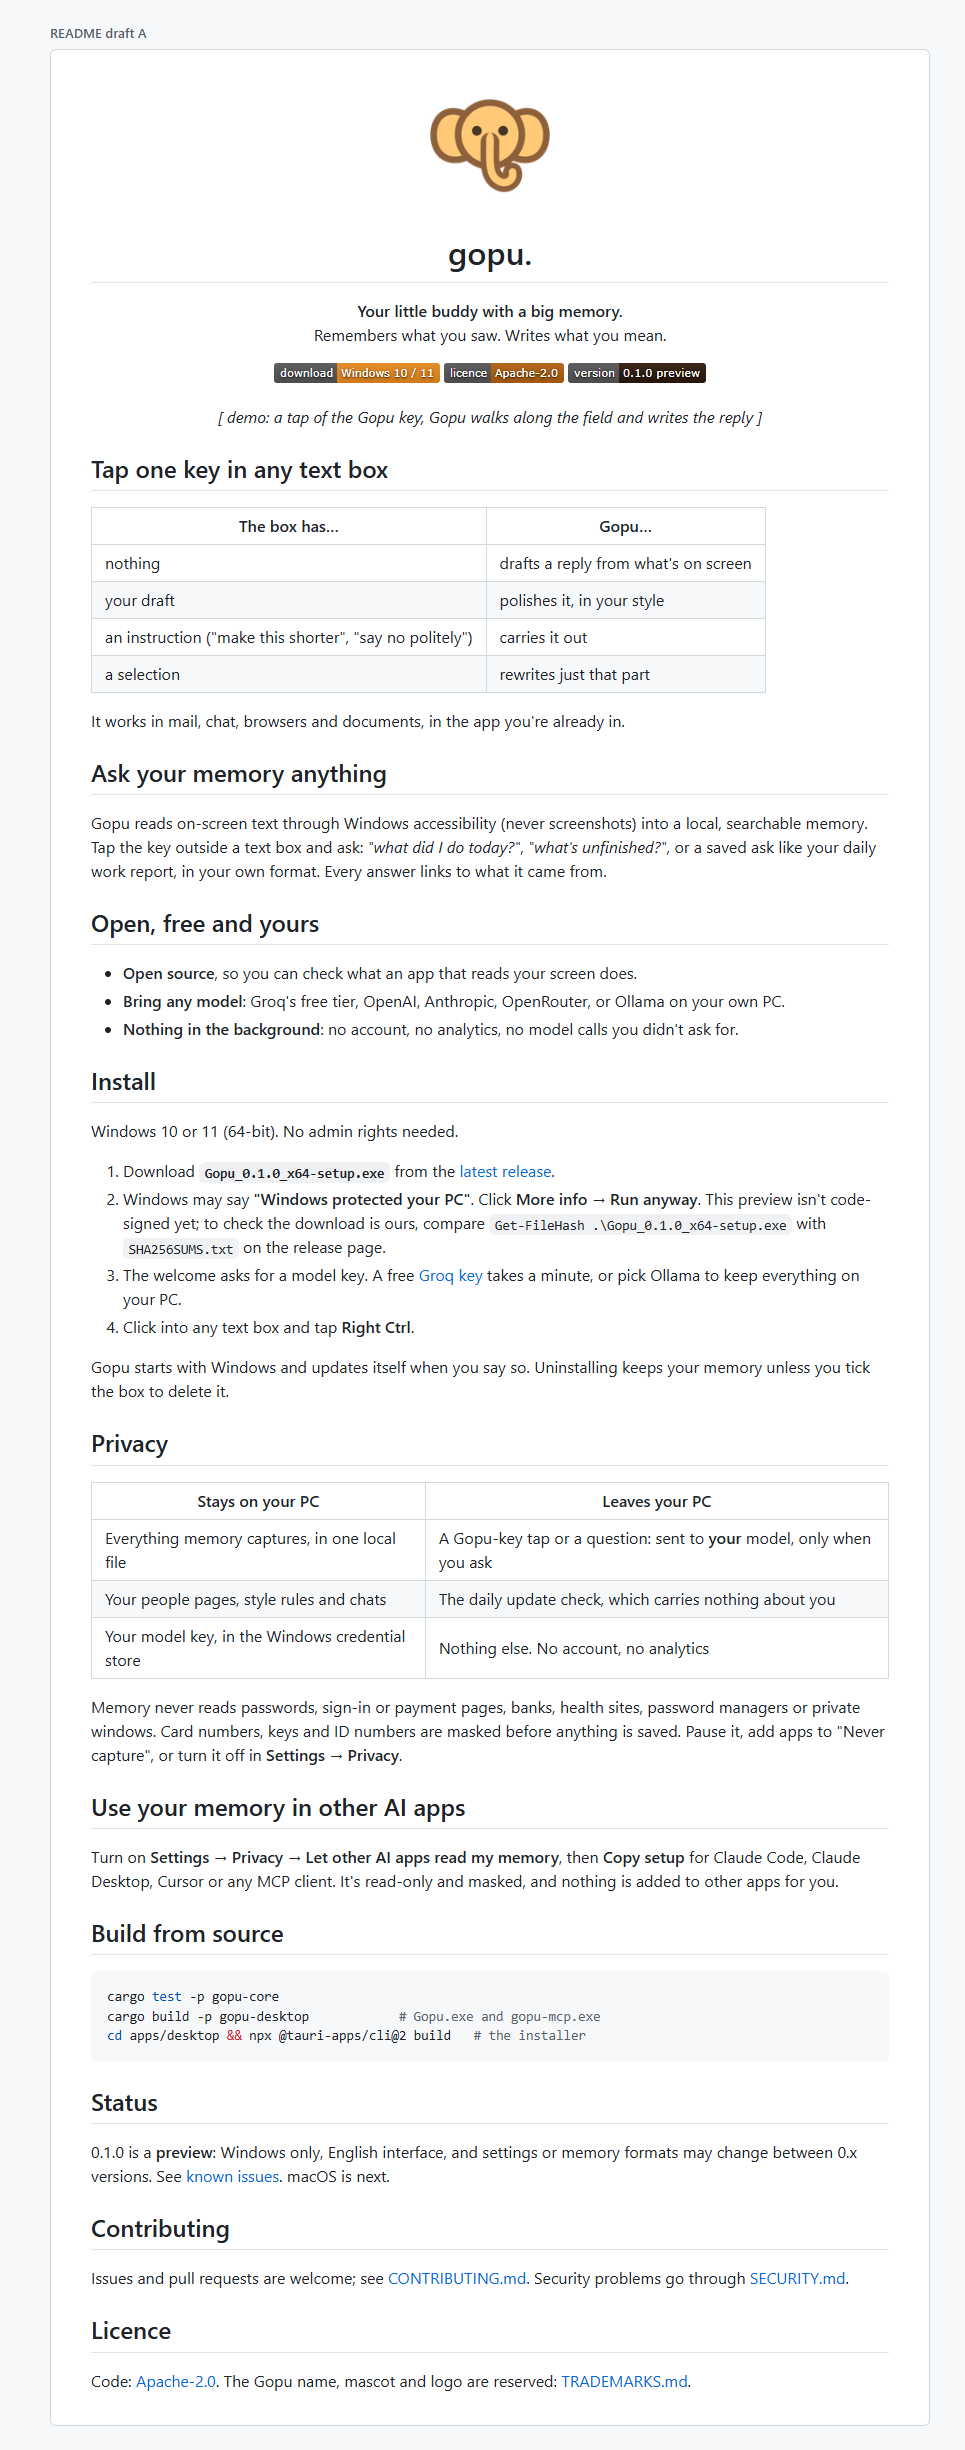 README draft A
gopu.
Your little buddy with a big memory.
Remembers what you saw. Writes what you mean.
download Windows 10 / 11 licence Apache-2.0 version 0.1.0 preview
[ demo: a tap of the Gopu key, Gopu walks along the field and writes the reply ]
Tap one key in any text box
The box has... Gopu...
nothing drafts a reply from what's on screen
your draft polishes it, in your style
an instruction ("make this shorter", "say no politely") carries it out
a selection rewrites just that part
It works in mail, chat, browsers and documents, in the app you're already in.
Ask your memory anything
Gopu reads on-screen text through Windows accessibility (never screenshots) into a local, searchable memory.
Tap the key outside a text box and ask: "what did I do today?", "what's unfinished?", or a saved ask like your daily
work report, in your own format. Every answer links to what it came from.
Open, free and yours
• Open source, so you can check what an app that reads your screen does.
• Bring any model: Groq's free tier, OpenAI, Anthropic, OpenRouter, or Ollama on your own PC.
• Nothing in the background: no account, no analytics, no model calls you didn't ask for.
Install
Windows 10 or 11 (64-bit). No admin rights needed.
1. Download Gopu_0.1.0_x64-setup.exe from the latest release.
2. Windows may say "Windows protected your PC". Click More info → Run anyway. This preview isn't code-
signed yet; to check the download is ours, compare Get-FileHash .\Gopu_0.1.0_x64-setup.exe with
SHA256SUMS.txt on the release page.
3. The welcome asks for a model key. A free Groq key takes a minute, or pick Ollama to keep everything on
your PC.
4. Click into any text box and tap Right Ctrl.
Gopu starts with Windows and updates itself when you say so. Uninstalling keeps your memory unless you tick
the box to delete it.
Privacy
Stays on your PC Leaves your PC
Everything memory captures, in one local
file
A Gopu-key tap or a question: sent to your model, only when
you ask
Your people pages, style rules and chats The daily update check, which carries nothing about you
Your model key, in the Windows credential
store
Nothing else. No account, no analytics
Memory never reads passwords, sign-in or payment pages, banks, health sites, password managers or private
windows. Card numbers, keys and ID numbers are masked before anything is saved. Pause it, add apps to "Never
capture", or turn it off in Settings → Privacy.
Use your memory in other AI apps
Turn on Settings → Privacy → Let other AI apps read my memory, then Copy setup for Claude Code, Claude
Desktop, Cursor or any MCP client. It's read-only and masked, and nothing is added to other apps for you.
Build from source
cargo test -p gopu-core
cargo build -p gopu-desktop # Gopu.exe and gopu-mcp.exe
cd apps/desktop && npx @tauri-apps/cli@2 build # the installer
Status
0.1.0 is a preview: Windows only, English interface, and settings or memory formats may change between 0.x
versions. See known issues. macOS is next.
Contributing
Issues and pull requests are welcome; see CONTRIBUTING.md. Security problems go through SECURITY.md.
Licence
Code: Apache-2.0. The Gopu name, mascot and logo are reserved: TRADEMARKS.md.